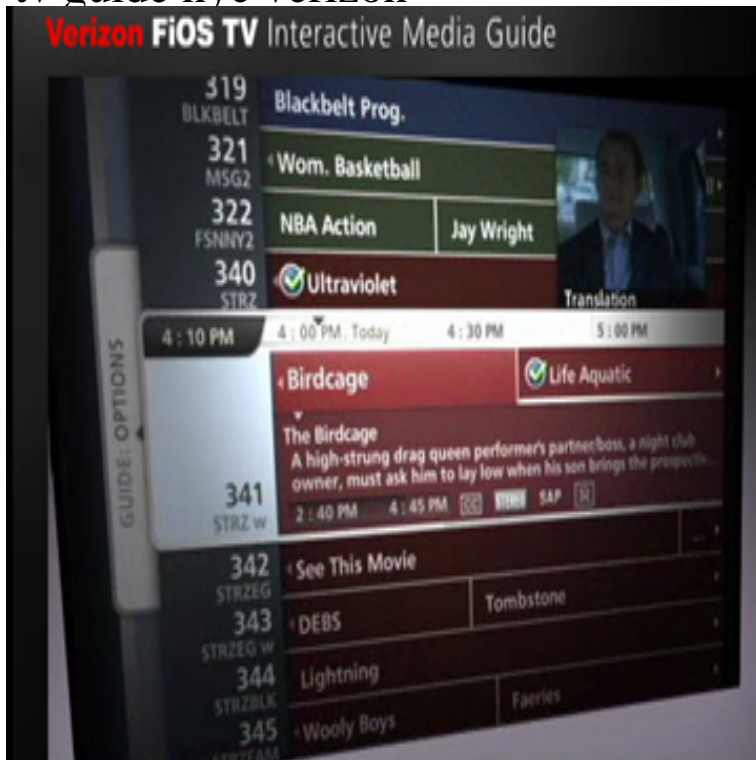 Verizon FiOS TV Interactive Media Guide
319 Blackbelt Prog.
BLKBELT
321 Wom. Basketball
MSG2
322 NBA Action Jay Wright
FSNNY2
340 Ultraviolet
STRZ Translation
4:10 PM 4:00 PM, Today 4:30 PM 5:00 PM
GUIDE: OPTIONS
Birdcage Life Aquatic
The Birdcage
A high-strung drag queen performer's partner/boss, a night club
owner, must ask him to lay low when his son brings the prospectiv...
341 2:40 PM 4:45 PM CC SAP
STRZ w
342 See This Movie ...
STRZEG
343 DEBS Tombstone
STRZEG w
344 Lightning
STRZBLK
345 Wooly Boys Faeries